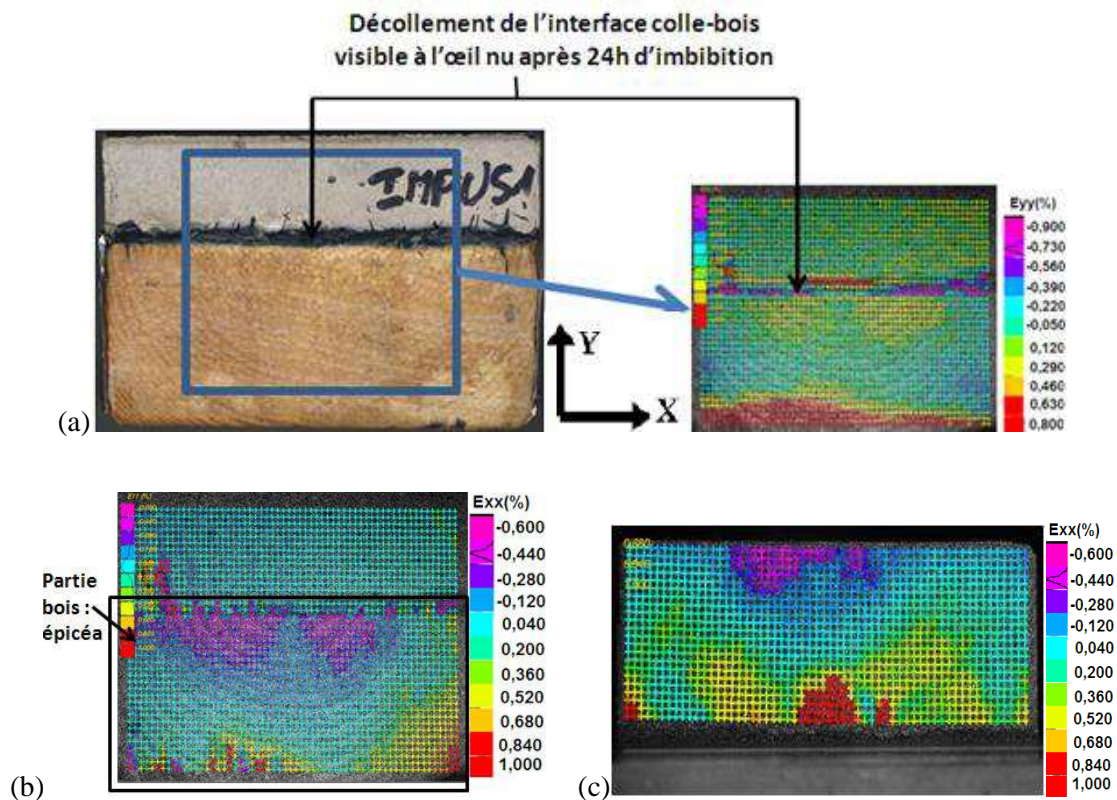 Décollement de l'interface colle-bois
visible à l'œil nu après 24h d'imbibition
IMPUS1
Y
X
(a)
Eyy(%)
-0,900
-0,730
-0,560
-0,390
-0,220
-0,050
0,120
0,290
0,460
0,630
0,800
Partie
bois :
épicéa
(b)
Exx(%)
-0,600
-0,440
-0,280
-0,120
0,040
0,200
0,360
0,520
0,680
0,840
1,000
(c)
Exx(%)
-0,600
-0,440
-0,280
-0,120
0,040
0,200
0,360
0,520
0,680
0,840
1,000